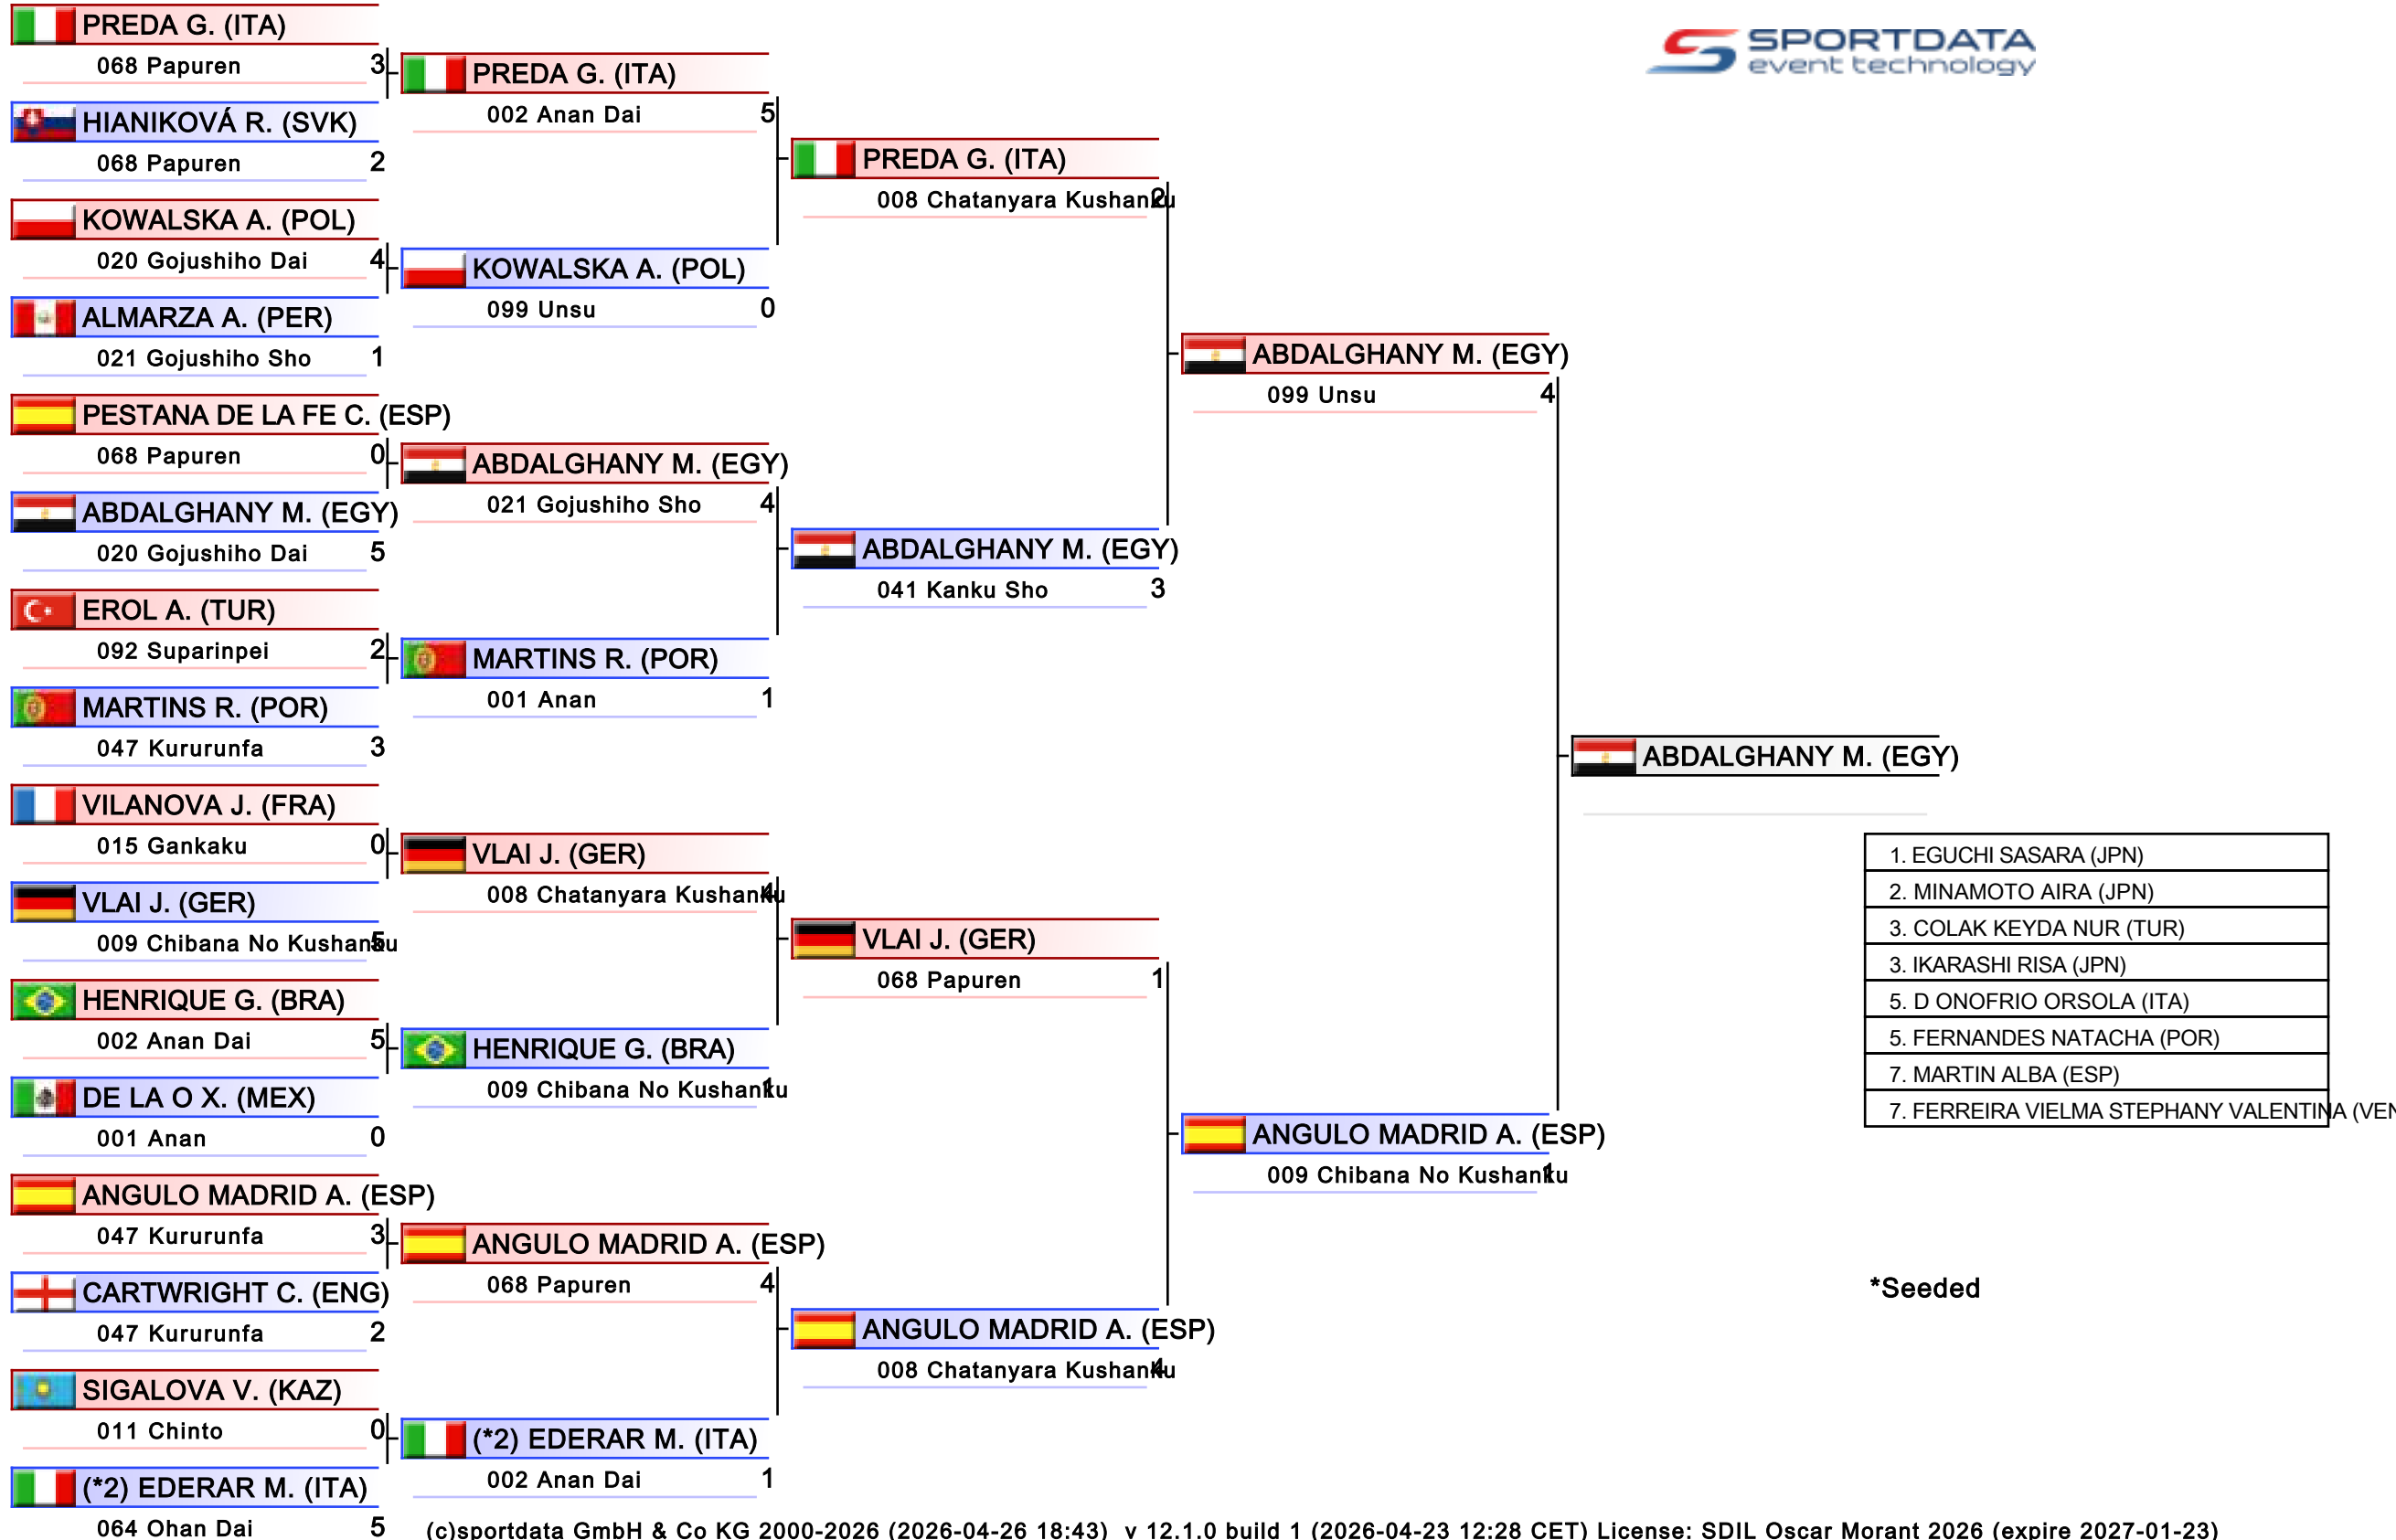 PREDA G. (ITA)
068 Papuren 3
HIANIKOVÁ R. (SVK)
068 Papuren 2
KOWALSKA A. (POL)
020 Gojushiho Dai 4
ALMARZA A. (PER)
021 Gojushiho Sho 1
PESTANA DE LA FE C. (ESP)
068 Papuren 0
ABDALGHANY M. (EGY)
020 Gojushiho Dai 5
EROL A. (TUR)
092 Suparinpei 2
MARTINS R. (POR)
047 Kururunfa 3
VILANOVA J. (FRA)
015 Gankaku 0
VLAI J. (GER)
009 Chibana No Kushanku 5
HENRIQUE G. (BRA)
002 Anan Dai 5
DE LA O X. (MEX)
001 Anan 0
ANGULO MADRID A. (ESP)
047 Kururunfa 3
CARTWRIGHT C. (ENG)
047 Kururunfa 2
SIGALOVA V. (KAZ)
011 Chinto 0
(*2) EDERAR M. (ITA)
064 Ohan Dai 5
PREDA G. (ITA)
002 Anan Dai 5
KOWALSKA A. (POL)
099 Unsu 0
ABDALGHANY M. (EGY)
021 Gojushiho Sho 4
MARTINS R. (POR)
001 Anan 1
VLAI J. (GER)
008 Chatanyara Kushanku 4
HENRIQUE G. (BRA)
009 Chibana No Kushanku 1
ANGULO MADRID A. (ESP)
068 Papuren 4
(*2) EDERAR M. (ITA)
002 Anan Dai 1
PREDA G. (ITA)
008 Chatanyara Kushanku 2
ABDALGHANY M. (EGY)
041 Kanku Sho 3
VLAI J. (GER)
068 Papuren 1
ANGULO MADRID A. (ESP)
008 Chatanyara Kushanku 4
ABDALGHANY M. (EGY)
099 Unsu 4
ANGULO MADRID A. (ESP)
009 Chibana No Kushanku 1
ABDALGHANY M. (EGY)
SPORTDATA
event technology
1. EGUCHI SASARA (JPN)
2. MINAMOTO AIRA (JPN)
3. COLAK KEYDA NUR (TUR)
3. IKARASHI RISA (JPN)
5. D ONOFRIO ORSOLA (ITA)
5. FERNANDES NATACHA (POR)
7. MARTIN ALBA (ESP)
7. FERREIRA VIELMA STEPHANY VALENTINA (VEN
*Seeded
(c)sportdata GmbH & Co KG 2000-2026 (2026-04-26 18:43) v 12.1.0 build 1 (2026-04-23 12:28 CET) License: SDIL Oscar Morant 2026 (expire 2027-01-23)